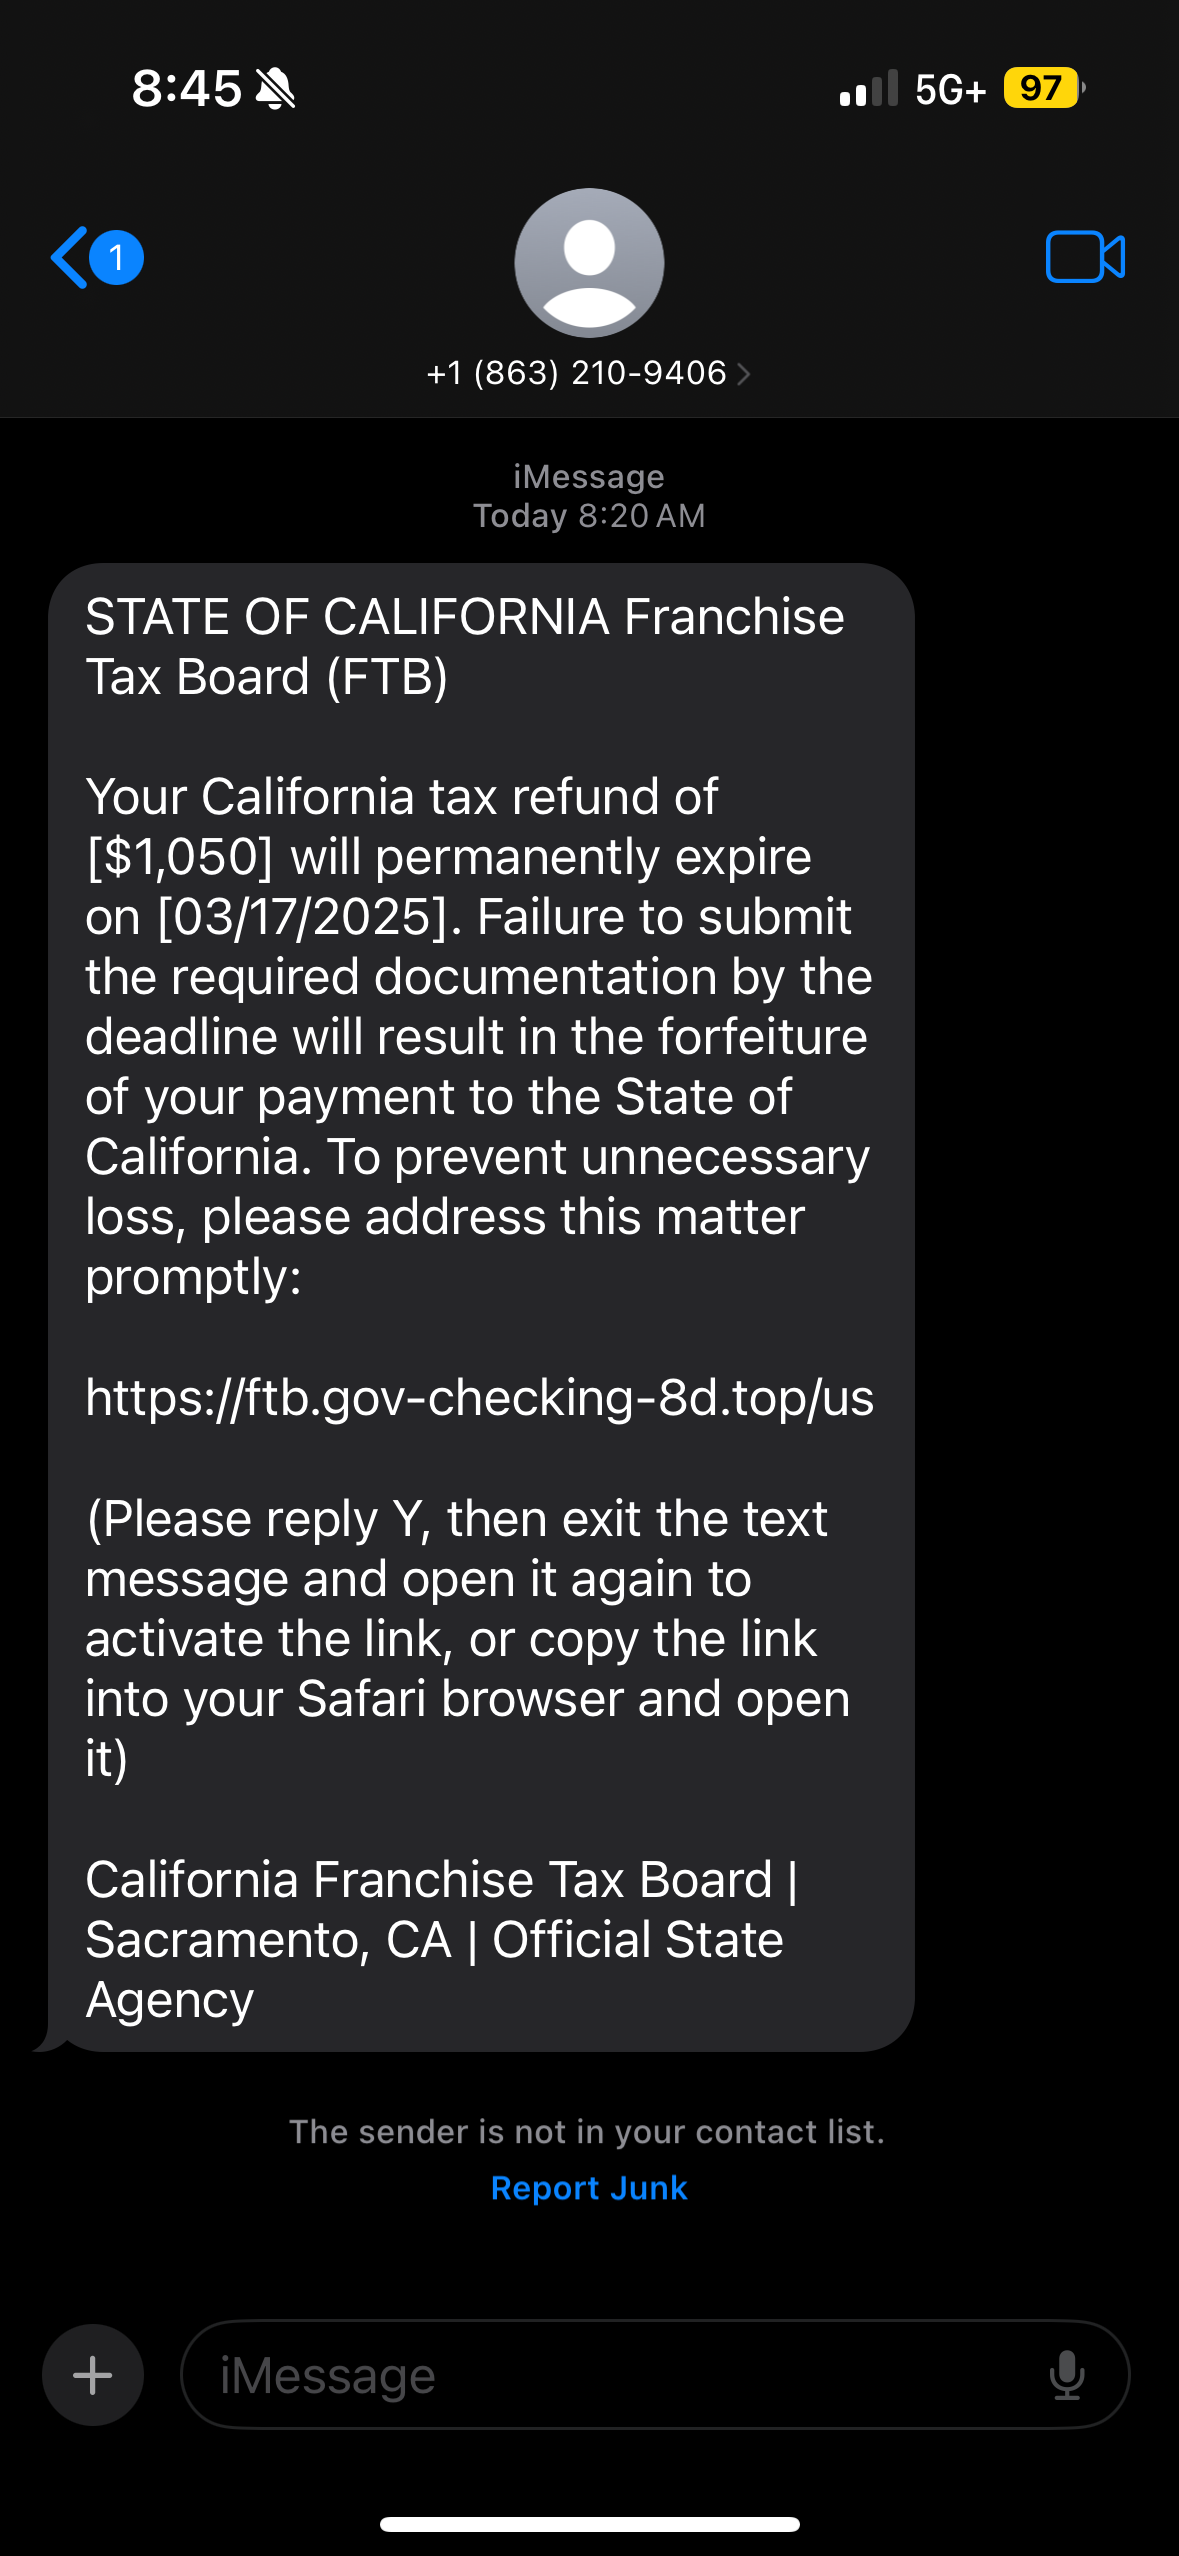 8:45
5G+
97
1
+1 (863) 210-9406
iMessage
Today 8:20 AM
STATE OF CALIFORNIA Franchise
Tax Board (FTB)
Your California tax refund of
[$1,050] will permanently expire
on [03/17/2025]. Failure to submit
the required documentation by the
deadline will result in the forfeiture
of your payment to the State of
California. To prevent unnecessary
loss, please address this matter
promptly:
https://ftb.gov-checking-8d.top/us
(Please reply Y, then exit the text
message and open it again to
activate the link, or copy the link
into your Safari browser and open
it)
California Franchise Tax Board |
Sacramento, CA | Official State
Agency
The sender is not in your contact list.
Report Junk
iMessage